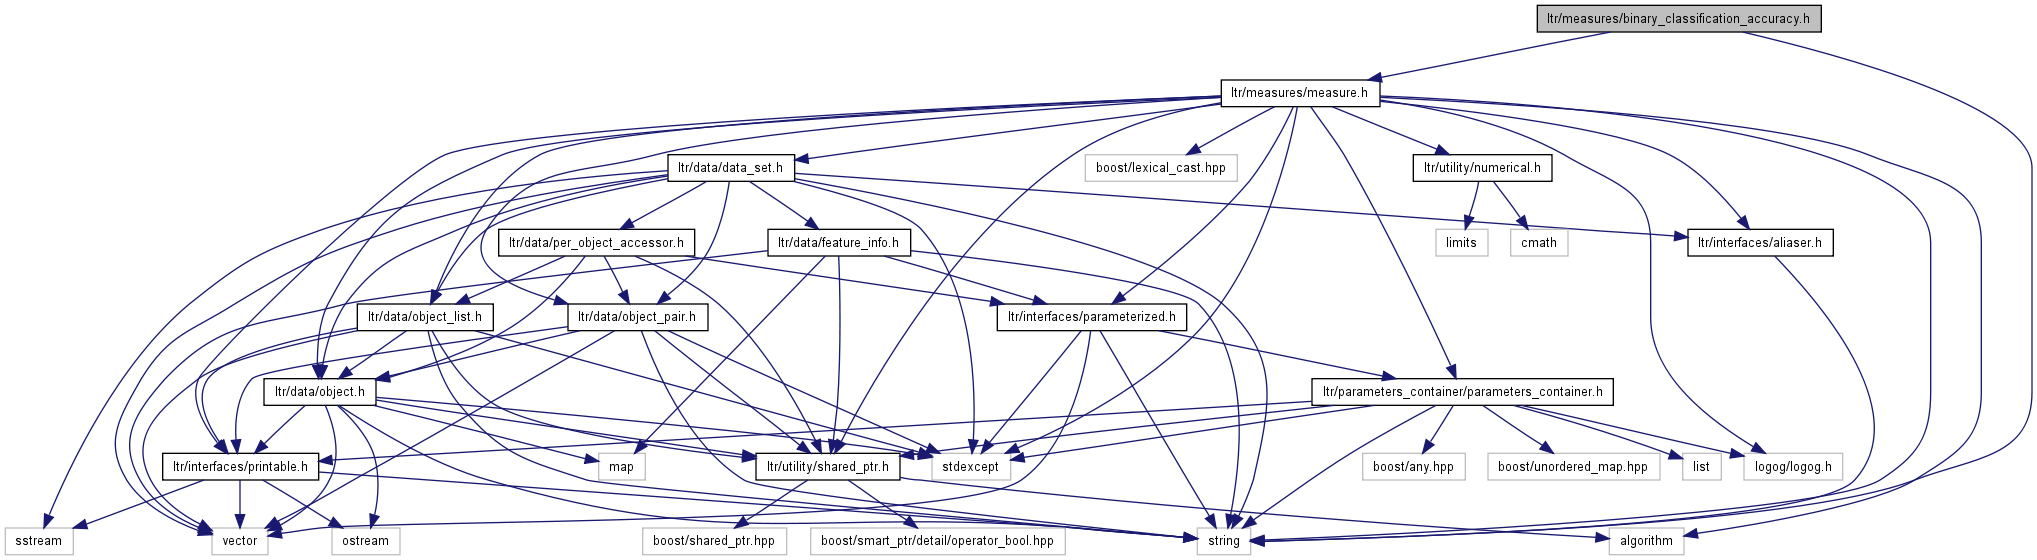 ltr/measures/binary_classification_accuracy.h
ltr/measures/measure.h
ltr/data/data_set.h
boost/lexical_cast.hpp
ltr/utility/numerical.h
ltr/data/per_object_accessor.h
ltr/data/feature_info.h
limits
cmath
ltr/interfaces/aliaser.h
ltr/data/object_list.h
ltr/data/object_pair.h
ltr/interfaces/parameterized.h
ltr/data/object.h
ltr/parameters_container/parameters_container.h
ltr/interfaces/printable.h
map
ltr/utility/shared_ptr.h
stdexcept
boost/any.hpp
boost/unordered_map.hpp
list
logog/logog.h
sstream
vector
ostream
boost/shared_ptr.hpp
boost/smart_ptr/detail/operator_bool.hpp
string
algorithm